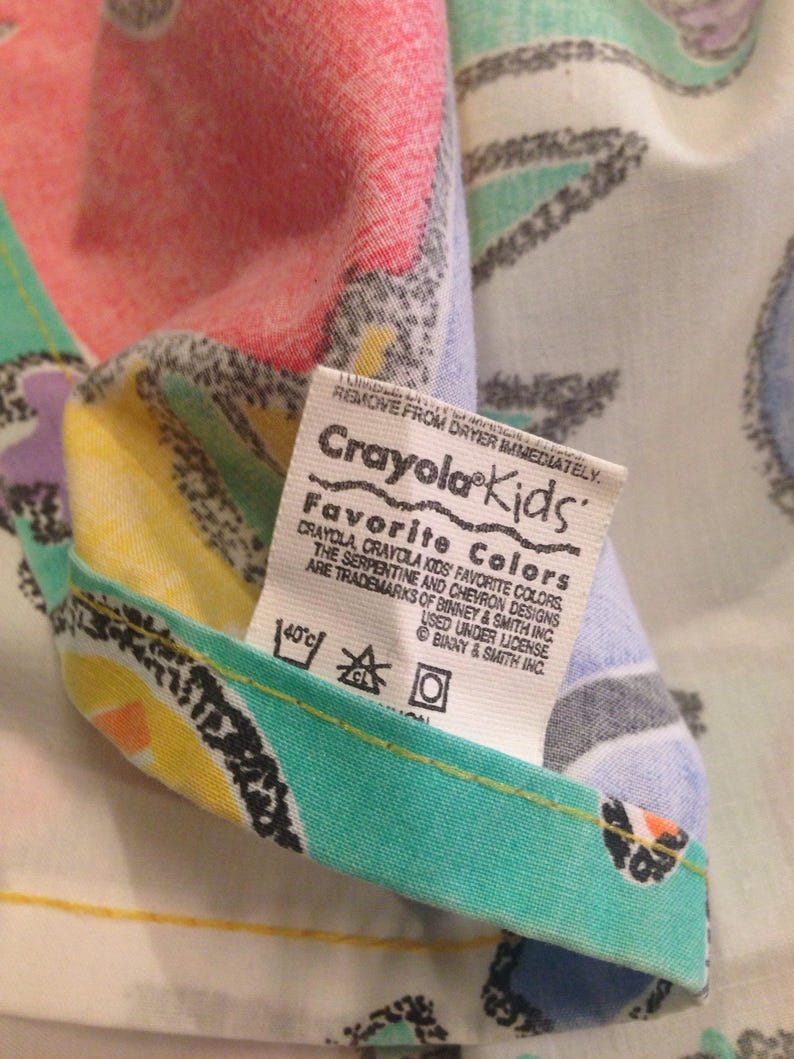 REMOVE FROM DRYER IMMEDIATELY.
Crayola® Kids'
Favorite Colors
CRAYOLA, CRAYOLA KIDS' FAVORITE COLORS,
THE SERPENTINE AND CHEVRON DESIGNS
ARE TRADEMARKS OF BINNEY & SMITH INC.
USED UNDER LICENSE
© BINNY & SMITH INC.
40°C
CL